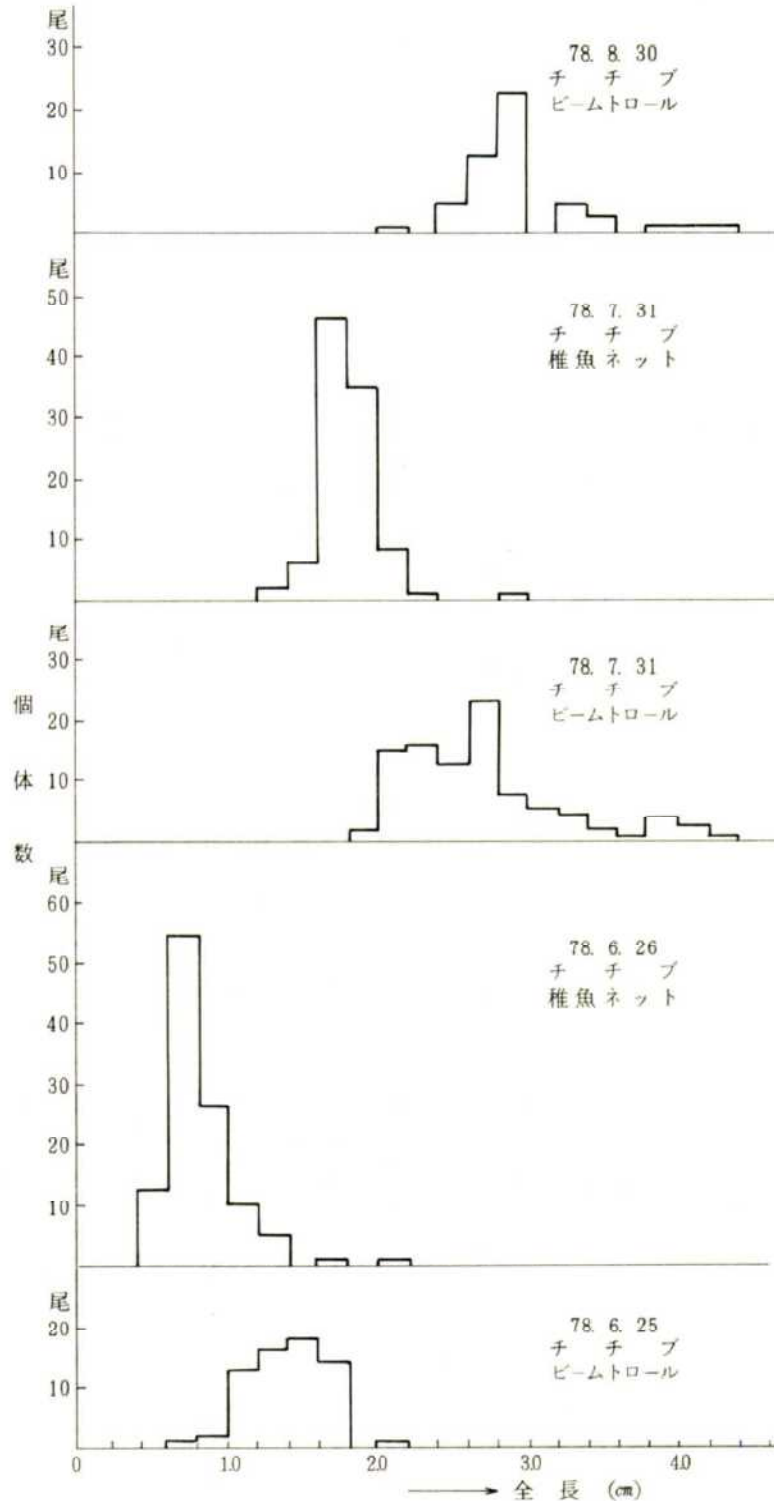 尾
30
20
10
78. 8. 30
チ チ ブ
ビームトロール
尾
50
40
30
20
10
78. 7. 31
チ チ ブ
稚魚ネット
尾
30
20
10
78. 7. 31
チ チ ブ
ビームトロール
個体数
尾
60
50
40
30
20
10
78. 6. 26
チ チ ブ
稚魚ネット
尾
20
10
78. 6. 25
チ チ ブ
ビームトロール
0 1.0 2.0 3.0 4.0
→ 全 長 (cm)